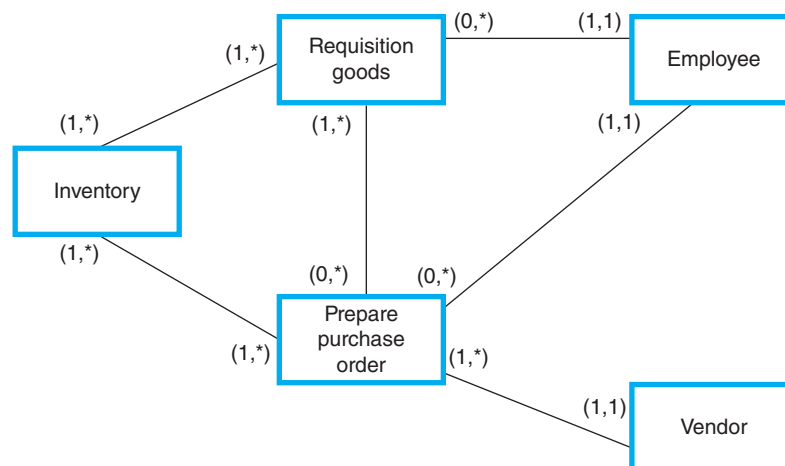 (0,*)
(1,1)
Requisition
goods
Employee
(1,*)
(1,*)
(1,*)
(1,1)
Inventory
(1,*)
(0,*)
(0,*)
Prepare
purchase
order
(1,*)
(1,*)
(1,1)
Vendor